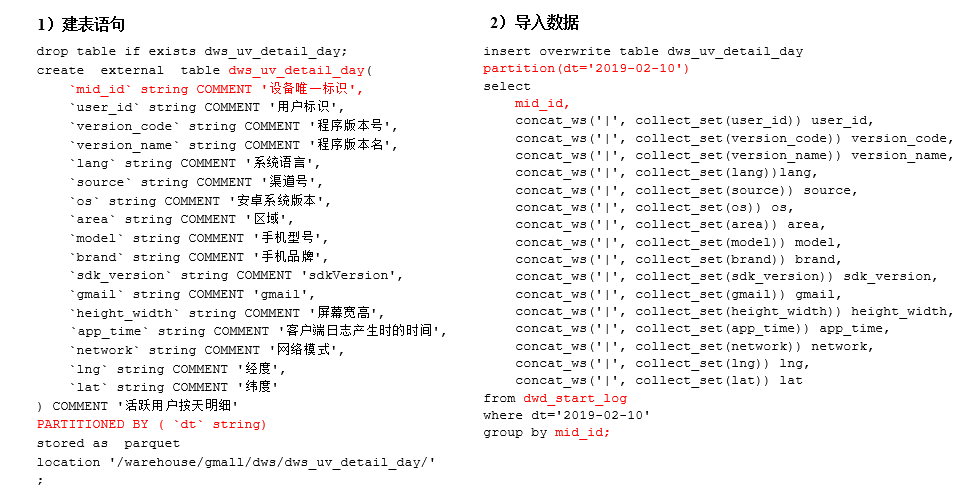 1）建表语句
drop table if exists dws_uv_detail_day;
create  external  table dws_uv_detail_day(
    `mid_id` string COMMENT '设备唯一标识',
    `user_id` string COMMENT '用户标识',
    `version_code` string COMMENT '程序版本号',
    `version_name` string COMMENT '程序版本名',
    `lang` string COMMENT '系统语言',
    `source` string COMMENT '渠道号',
    `os` string COMMENT '安卓系统版本',
    `area` string COMMENT '区域',
    `model` string COMMENT '手机型号',
    `brand` string COMMENT '手机品牌',
    `sdk_version` string COMMENT 'sdkVersion',
    `gmail` string COMMENT 'gmail',
    `height_width` string COMMENT '屏幕宽高',
    `app_time` string COMMENT '客户端日志产生时的时间',
    `network` string COMMENT '网络模式',
    `lng` string COMMENT '经度',
    `lat` string COMMENT '纬度'
) COMMENT '活跃用户按天明细'
PARTITIONED BY ( `dt` string)
stored as  parquet
location '/warehouse/gmall/dws/dws_uv_detail_day/'
;
2）导入数据
insert overwrite table dws_uv_detail_day
partition(dt='2019-02-10')
select
    mid_id,
    concat_ws('|', collect_set(user_id)) user_id,
    concat_ws('|', collect_set(version_code)) version_code,
    concat_ws('|', collect_set(version_name)) version_name,
    concat_ws('|', collect_set(lang))lang,
    concat_ws('|', collect_set(source)) source,
    concat_ws('|', collect_set(os)) os,
    concat_ws('|', collect_set(area)) area,
    concat_ws('|', collect_set(model)) model,
    concat_ws('|', collect_set(brand)) brand,
    concat_ws('|', collect_set(sdk_version)) sdk_version,
    concat_ws('|', collect_set(gmail)) gmail,
    concat_ws('|', collect_set(height_width)) height_width,
    concat_ws('|', collect_set(app_time)) app_time,
    concat_ws('|', collect_set(network)) network,
    concat_ws('|', collect_set(lng)) lng,
    concat_ws('|', collect_set(lat)) lat
from dwd_start_log
where dt='2019-02-10'
group by mid_id;